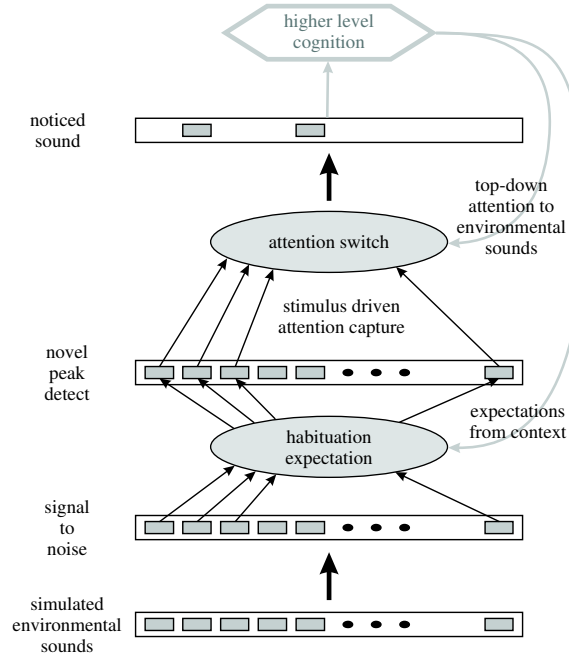 higher level
cognition
noticed
sound
top-down
attention to
environmental
sounds
attention switch
stimulus driven
attention capture
novel
peak
detect
expectations
from context
habituation
expectation
signal
to
noise
simulated
environmental
sounds